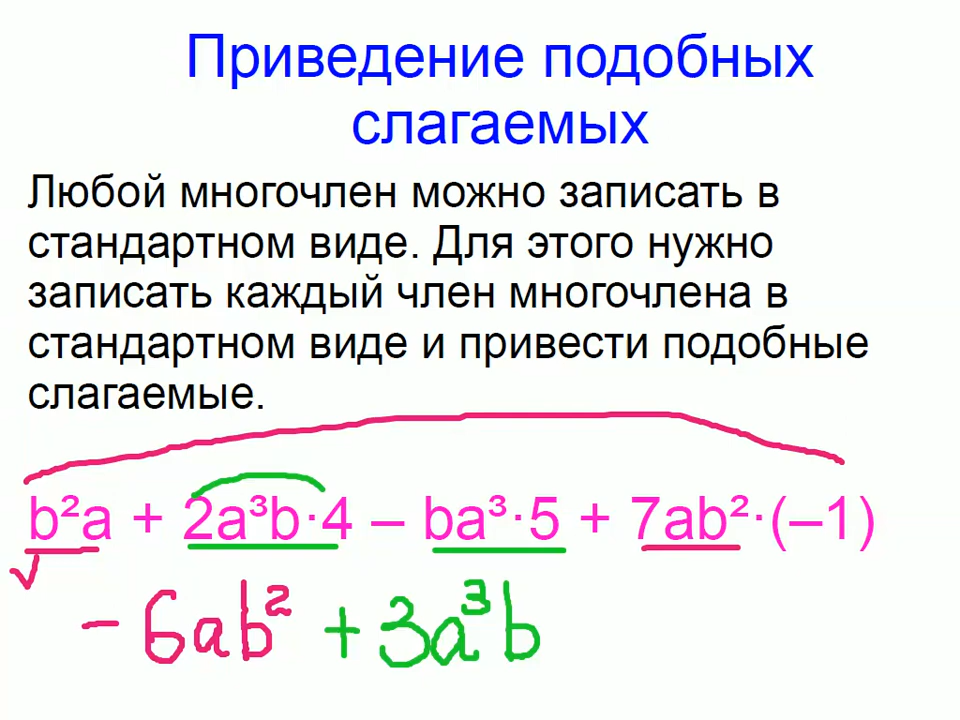 Приведение подобных
слагаемых
Любой многочлен можно записать в
стандартном виде. Для этого нужно
записать каждый член многочлена в
стандартном виде и привести подобные
слагаемые.
b²a + 2a³b·4 – ba³·5 + 7ab²·(–1)
- 6ab² + 3a³b